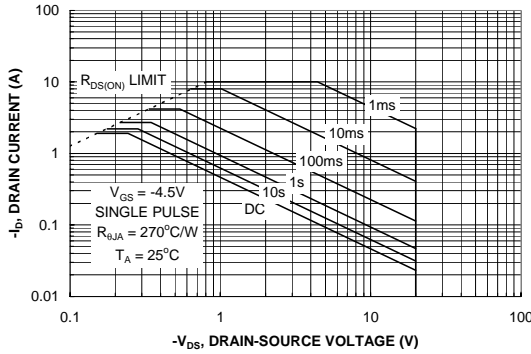 100
10
1
0.1
0.01
-I_D, DRAIN CURRENT (A)
R_DS(ON) LIMIT
1ms
10ms
100ms
1s
10s
DC
V_GS = -4.5V
SINGLE PULSE
R_θJA = 270°C/W
T_A = 25°C
0.1 1 10 100
-V_DS, DRAIN-SOURCE VOLTAGE (V)